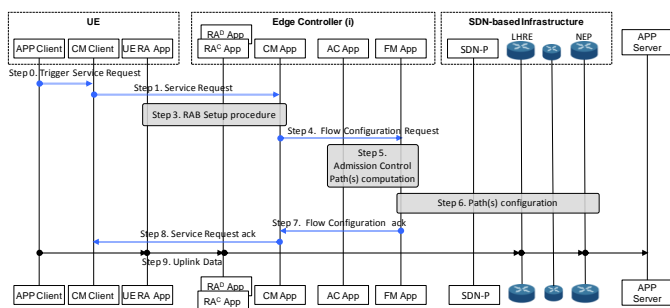 UE
Edge Controller (i)
SDN-based Infrastructure
RAᴰ App
LHRE
NEP
APP Client
CM Client
UE RA App
RAᶜ App
CM App
AC App
FM App
SDN-P
APP
Server
Step 0. Trigger Service Request
Step 1. Service Request
Step 3. RAB Setup procedure
Step 4. Flow Configuration Request
Step 5.
Admission Control
Path(s) computation
Step 6. Path(s) configuration
Step 7. Flow Configuration ack
Step 8. Service Request ack
Step 9. Uplink Data
RAᴰ App
APP Client
CM Client
UE RA App
RAᶜ App
CM App
AC App
FM App
SDN-P
APP
Server